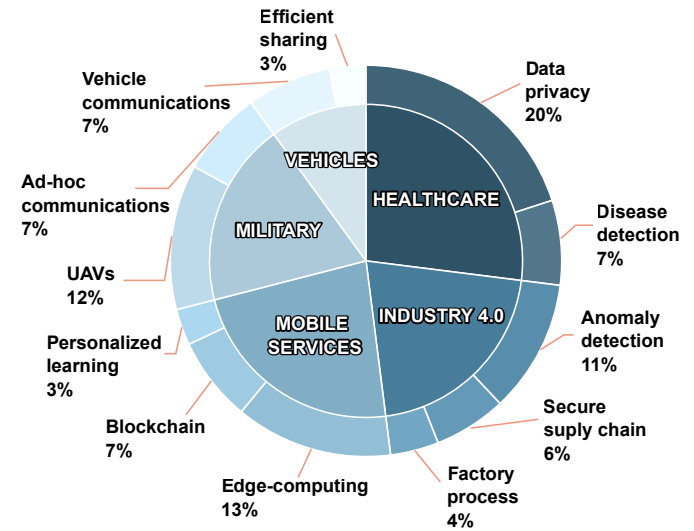 Efficient
sharing
3%
Data
privacy
20%
Vehicle
communications
7%
VEHICLES
HEALTHCARE
Ad-hoc
communications
7%
MILITARY
Disease
detection
7%
UAVs
12%
INDUSTRY 4.0
MOBILE
SERVICES
Anomaly
detection
11%
Personalized
learning
3%
Secure
suply chain
6%
Blockchain
7%
Edge-computing
13%
Factory
process
4%